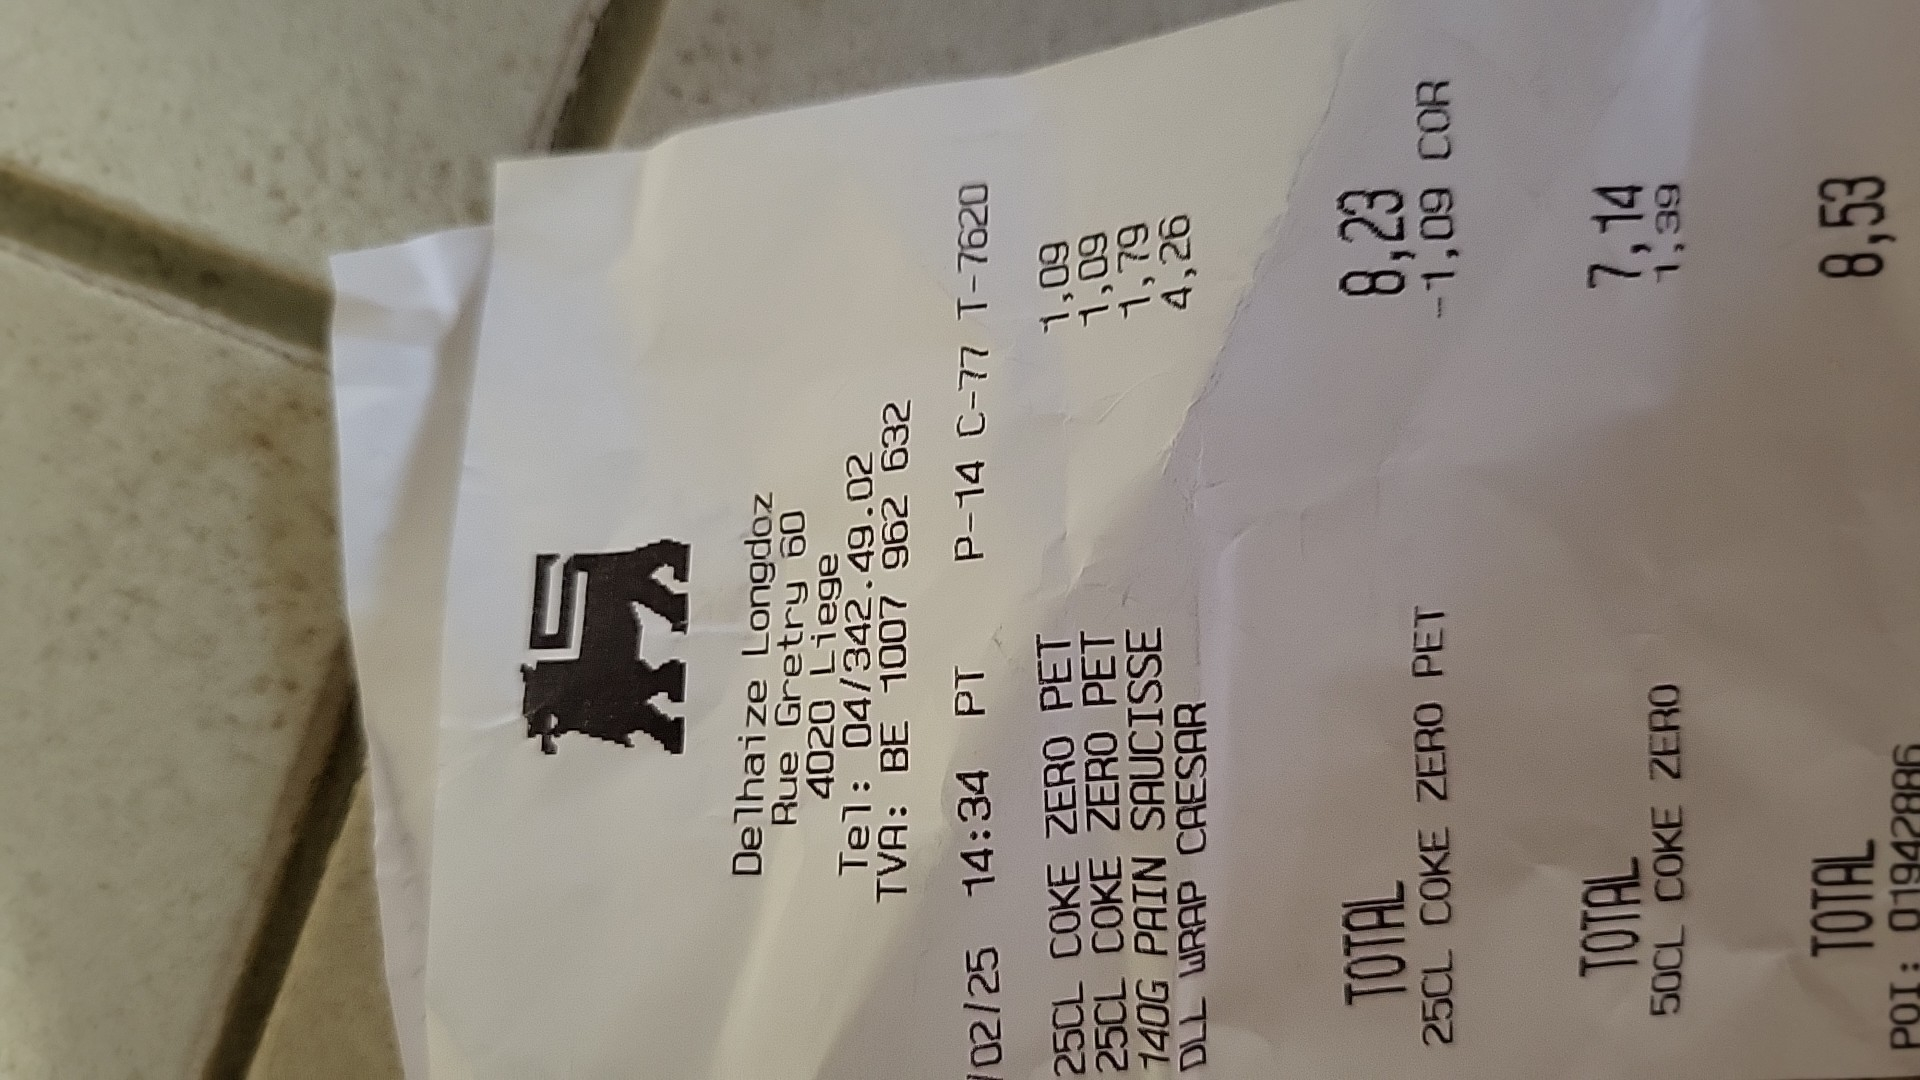 Delhaize Longdoz
Rue Gretry 60
4020 Liege
Tel: 04/342.49.02
TVA: BE 1007 962 632
/02/25 14:34 PT P-14 C-77 T-7620
25CL COKE ZERO PET 1,09
25CL COKE ZERO PET 1,09
140G PAIN SAUCISSE 1,79
DLL WRAP CAESAR 4,26
TOTAL 8,23
25CL COKE ZERO PET -1,09 COR
TOTAL 7,14
50CL COKE ZERO 1,39
TOTAL 8,53
POI: 01942886